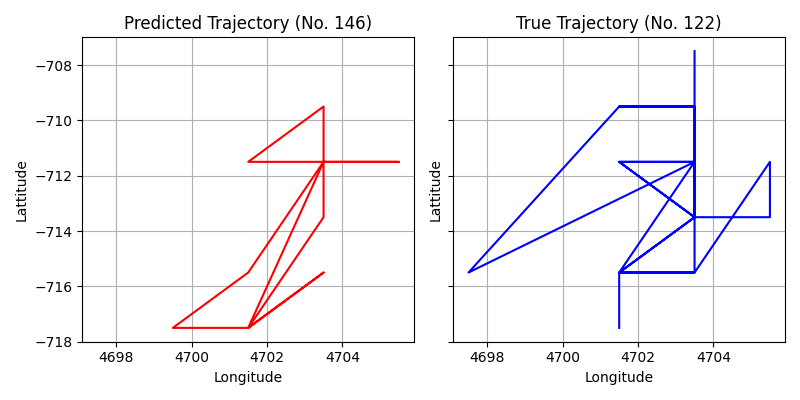 Predicted Trajectory (No. 146)
True Trajectory (No. 122)
Lattitude
−708
−710
−712
−714
−716
−718
4698
4700
4702
4704
Longitude
Lattitude
4698
4700
4702
4704
Longitude